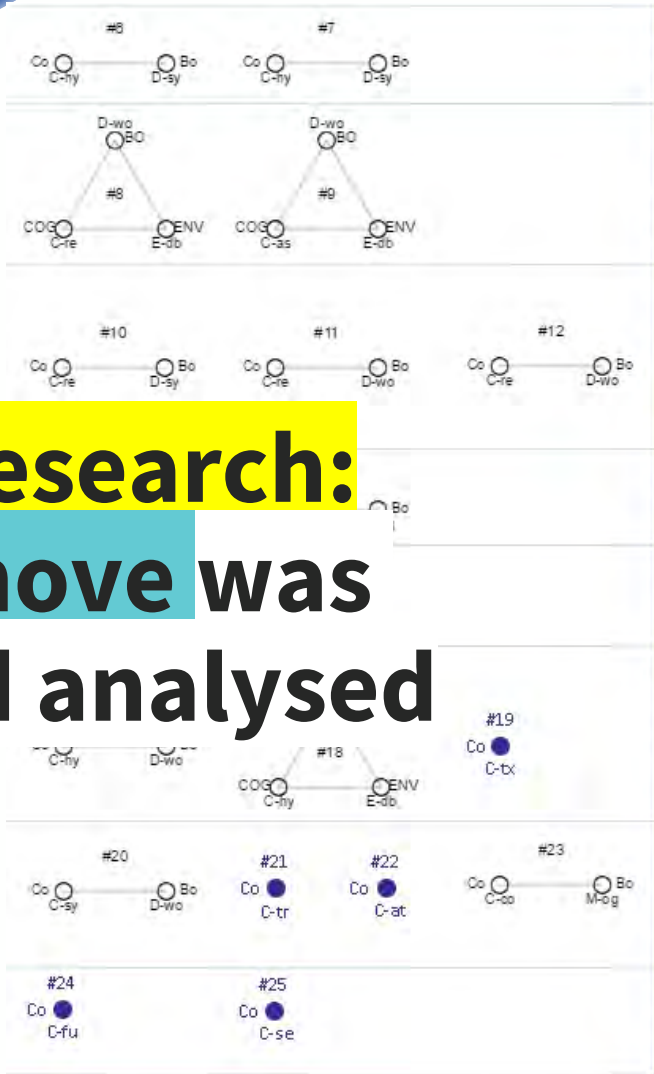 #6 #7
Co Bo Co Bo
C-hy D-sy C-hy D-sy
D-wo D-wo
BO BO
#8 #9
COG ENV COG ENV
C-re E-db C-as E-db
#10 #11 #12
Co Bo Co Bo Co Bo
C-re D-sy C-re D-wo C-re D-wo
esearch:
Bo
nove was
d analysed
#19
Co
C-tx
C-hy D-wo
#18
COG ENV
C-hy E-db
#20 #21 #22 #23
Co Bo Co Co Co Bo
C-sy D-wo C-tr C-at C-co M-og
#24 #25
Co Co
C-fu C-se